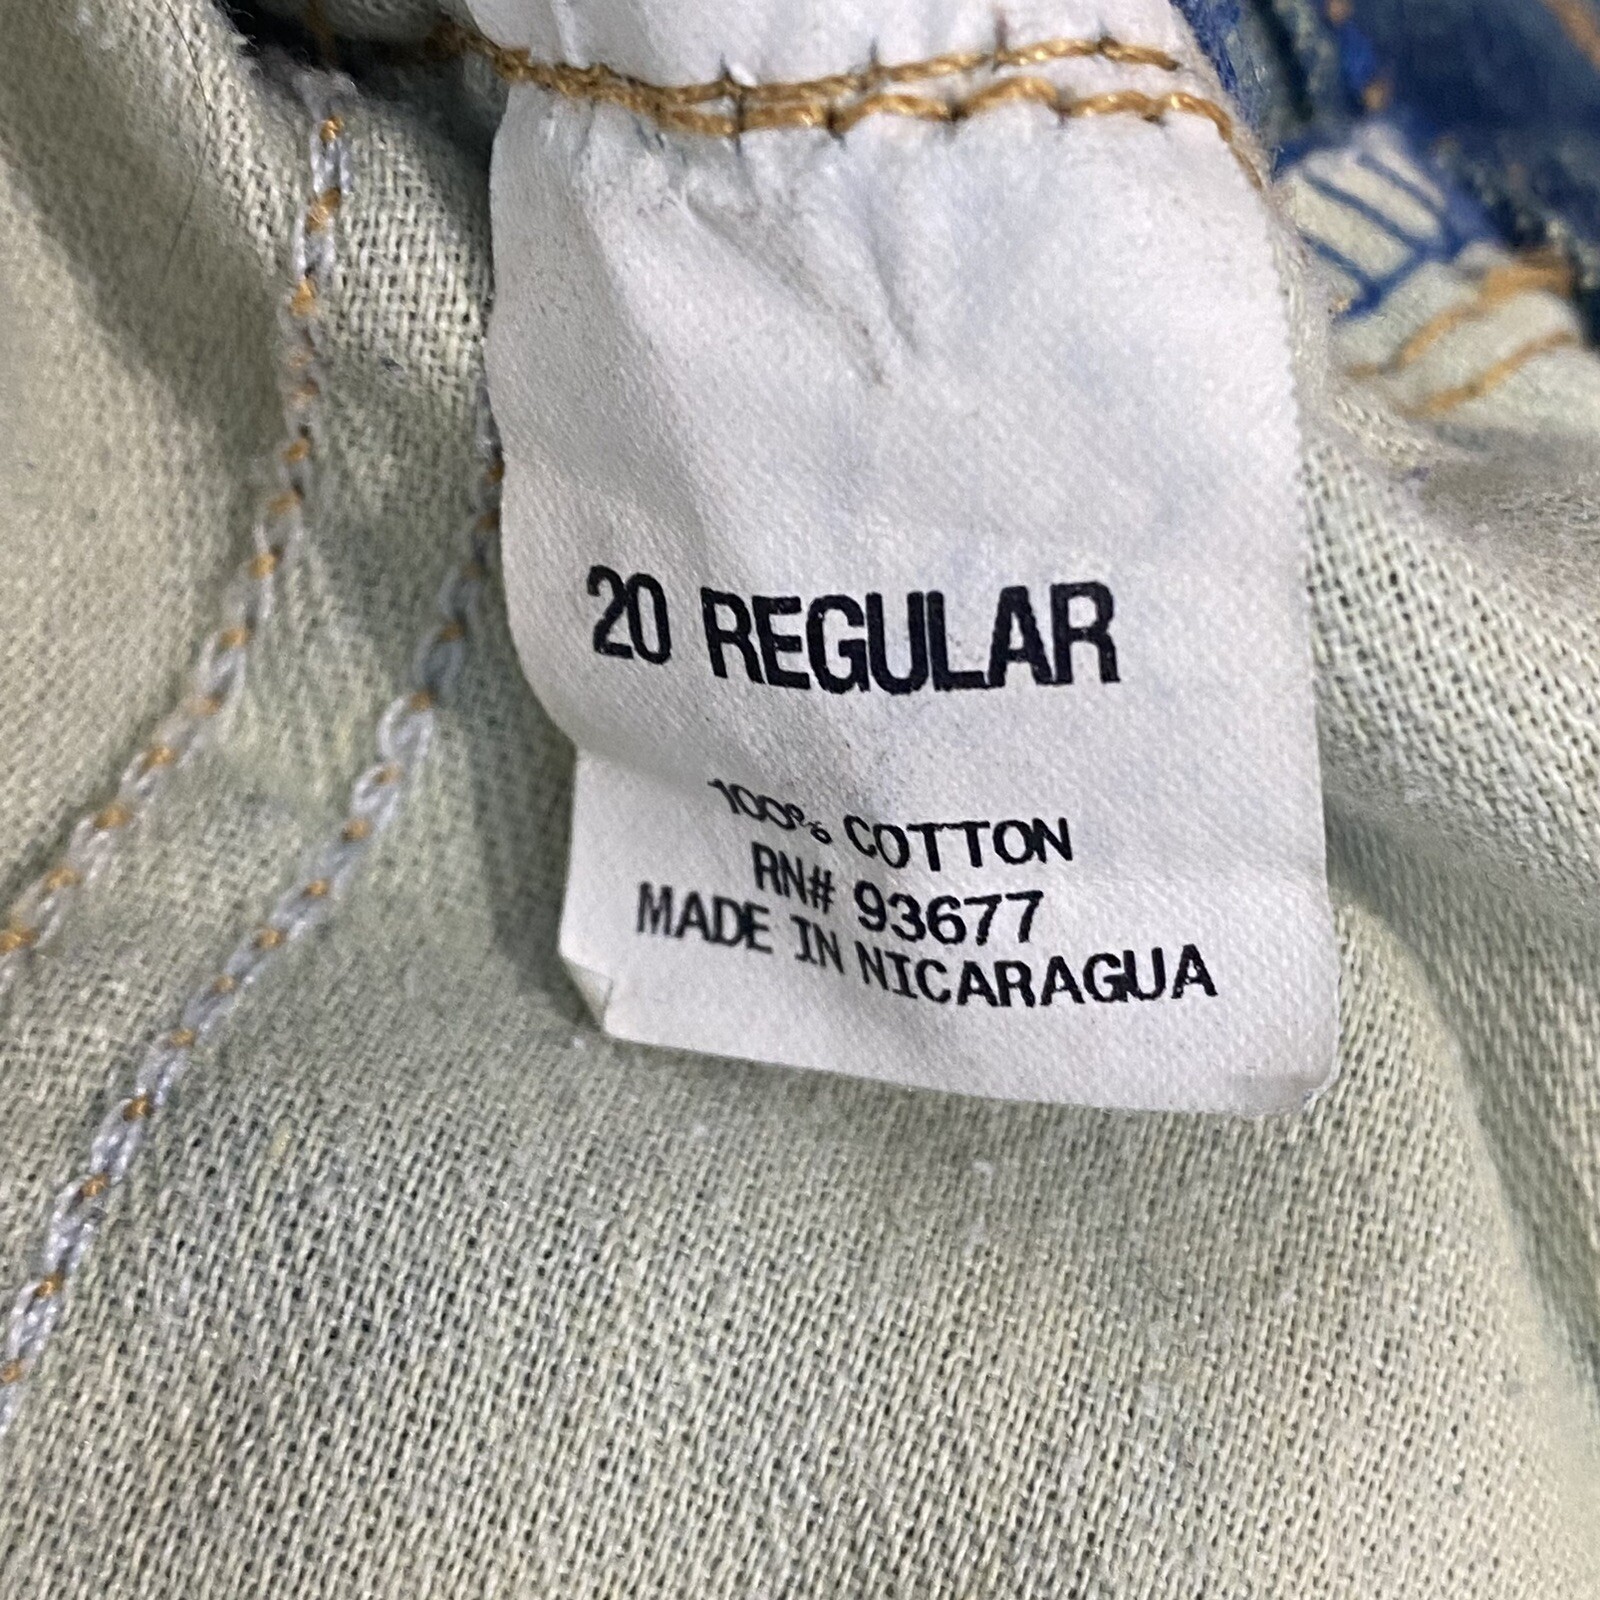 20 REGULAR
100% COTTON
RN# 93677
MADE IN NICARAGUA